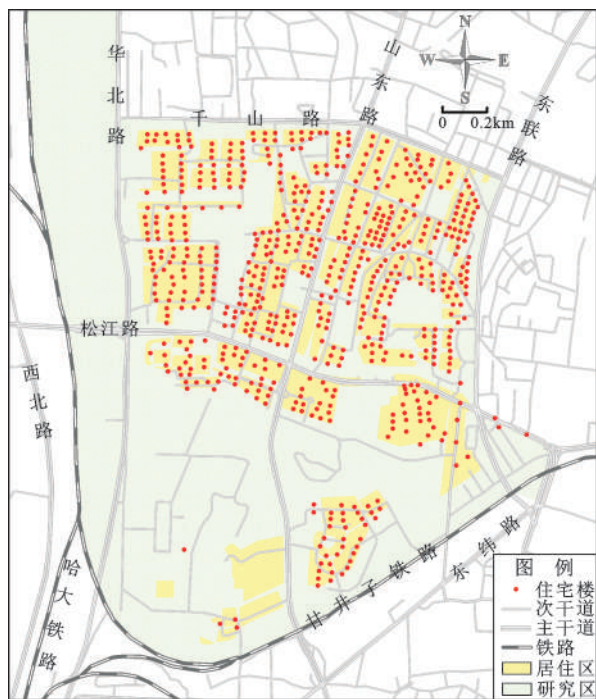 N
W E
S
0 0.2km
华北路
千山路
山东路
东联路
松江路
西北路
哈大铁路
甘井子铁路
东纬路
图 例
住宅楼
次干道
主干道
铁路
居住区
研究区